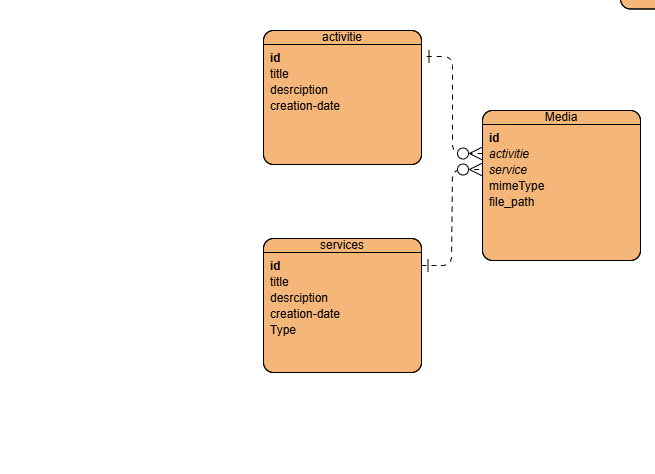 activitie
id
title
desrciption
creation-date
Media
id
activitie
service
mimeType
file_path
services
id
title
desrciption
creation-date
Type